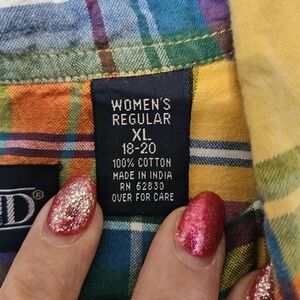 WOMEN'S
REGULAR
XL
18-20
100% COTTON
MADE IN INDIA
RN 62830
OVER FOR CARE